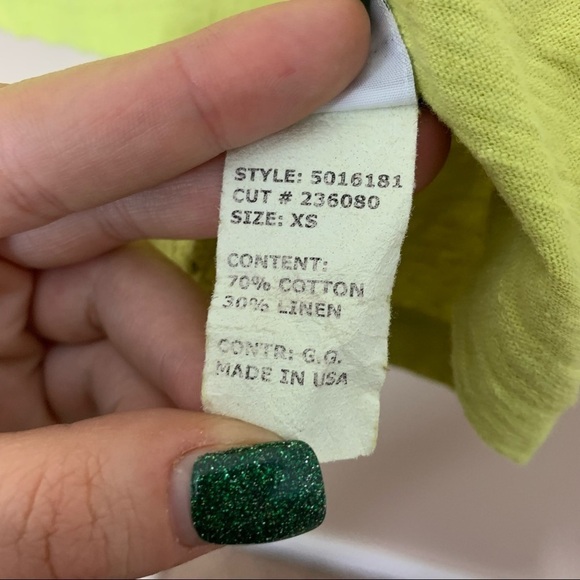 STYLE: 5016181
CUT # 236080
SIZE: XS
CONTENT:
70% COTTON
30% LINEN
CONTR: G.G.
MADE IN USA